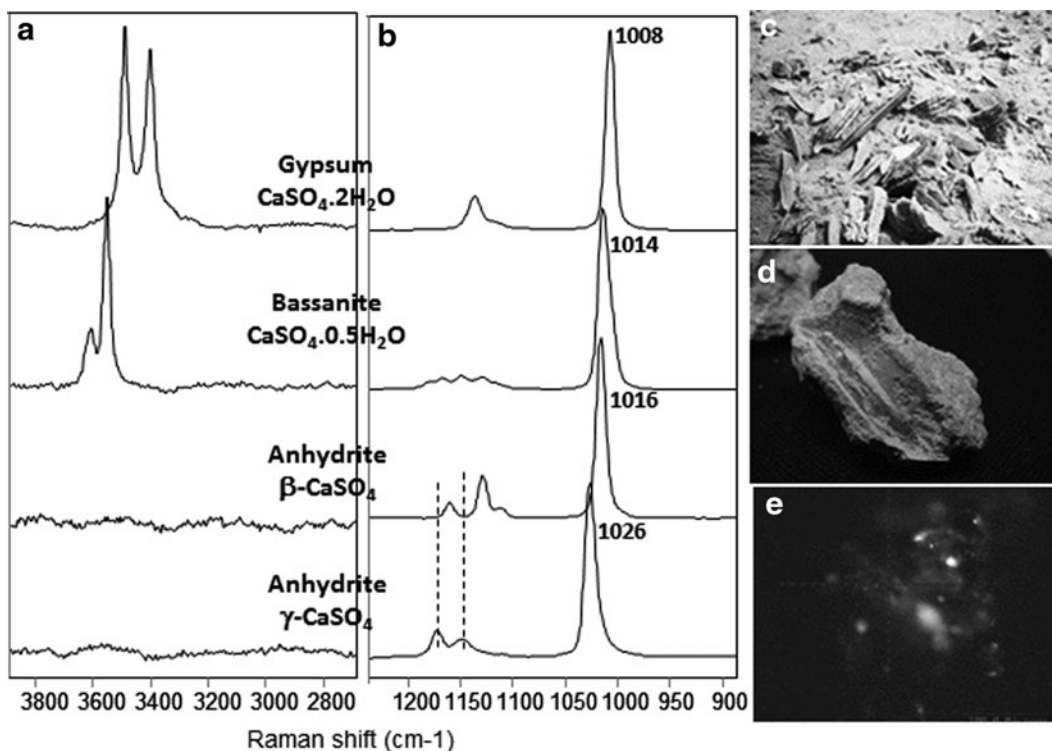 a
b
c
1008
Gypsum
CaSO₄.2H₂O
1014
Bassanite
CaSO₄.0.5H₂O
d
1016
Anhydrite
β-CaSO₄
1026
Anhydrite
γ-CaSO₄
e
3800 3600 3400 3200 3000 2800
1200 1150 1100 1050 1000 950 900
Raman shift (cm-1)